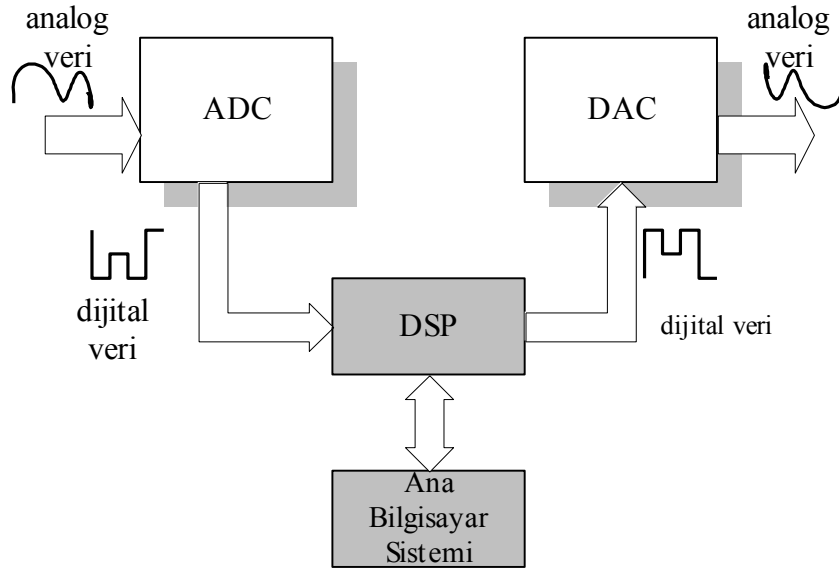 analog
veri
ADC
DAC
analog
veri
dijital
veri
DSP
dijital veri
Ana
Bilgisayar
Sistemi